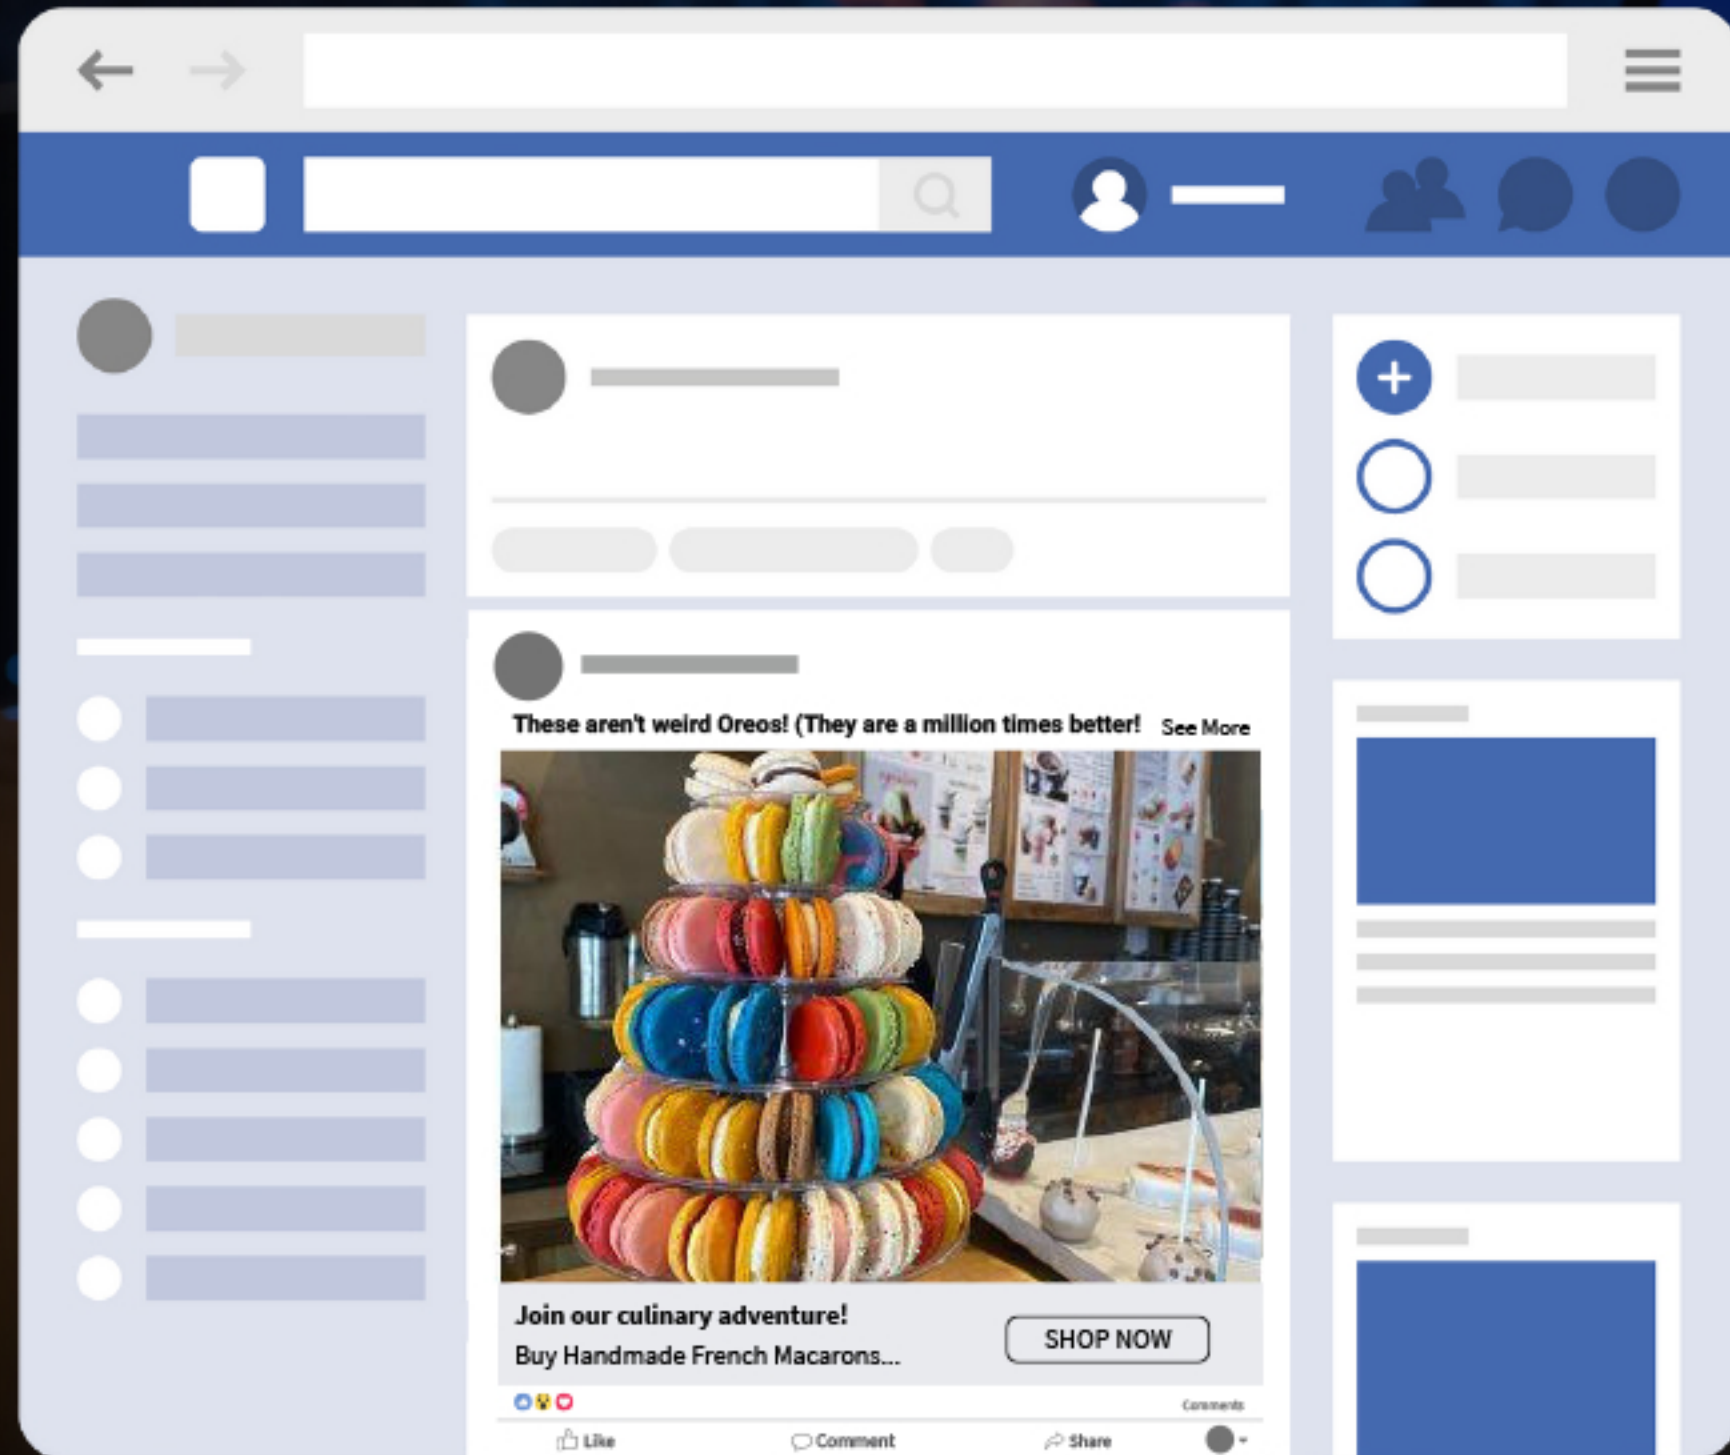 These aren't weird Oreos! (They are a million times better! See More
Join our culinary adventure!
Buy Handmade French Macarons...
SHOP NOW
Comments
Like Comment Share